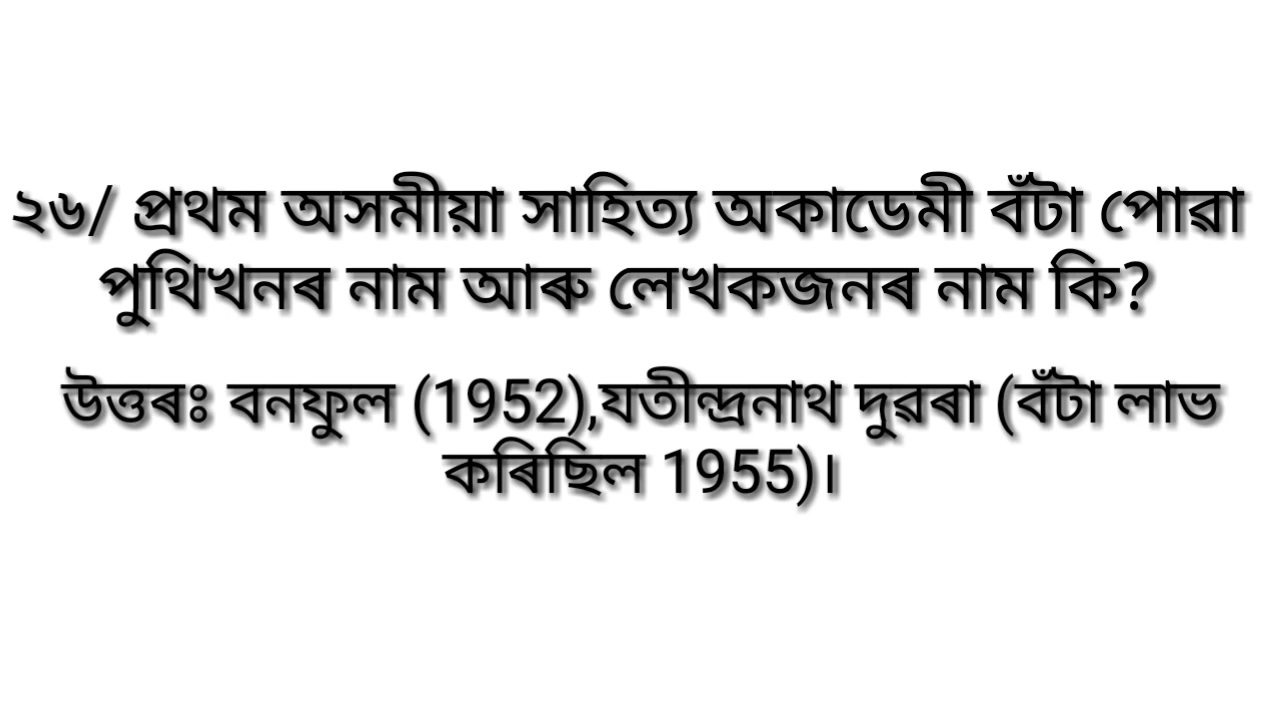 ২৬/ প্ৰথম অসমীয়া সাহিত্য অকাডেমী বঁটা পোৱা
পুথিখনৰ নাম আৰু লেখকজনৰ নাম কি?
উত্তৰঃ বনফুল (1952),যতীন্দ্ৰনাথ দুৱৰা (বঁটা লাভ
কৰিছিল 1955)।